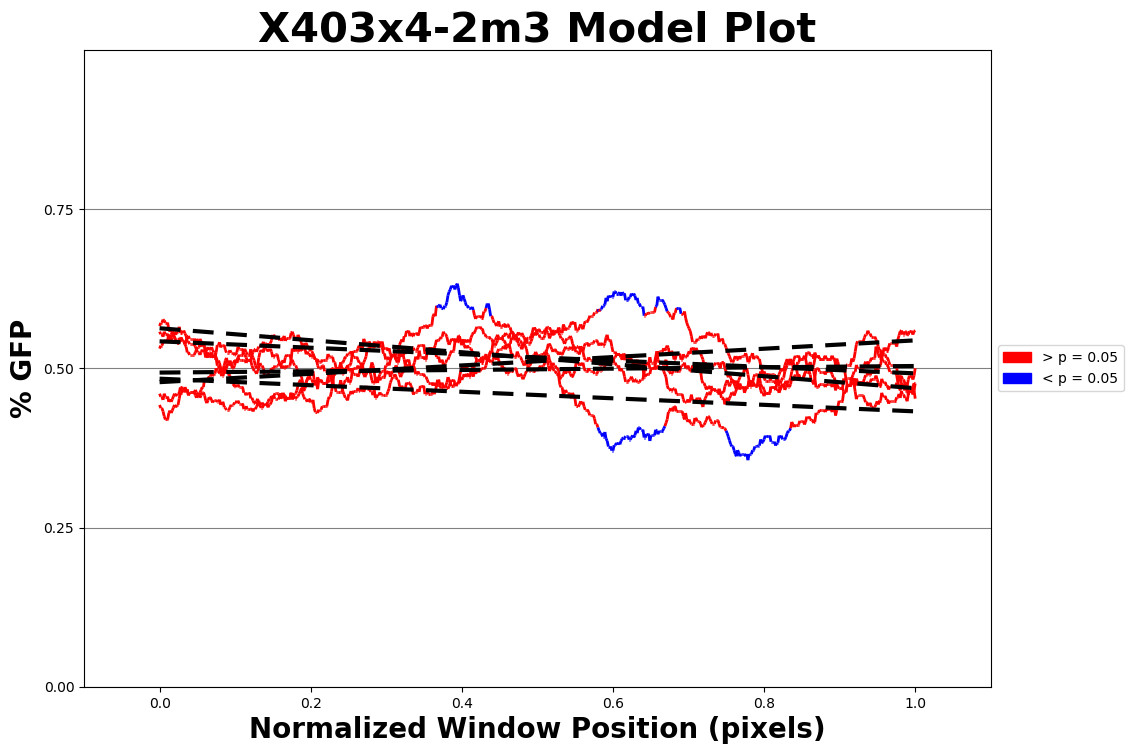 X403x4-2m3 Model Plot
% GFP
0.75
0.50
0.25
0.00
0.0 0.2 0.4 0.6 0.8 1.0
Normalized Window Position (pixels)
> p = 0.05
< p = 0.05